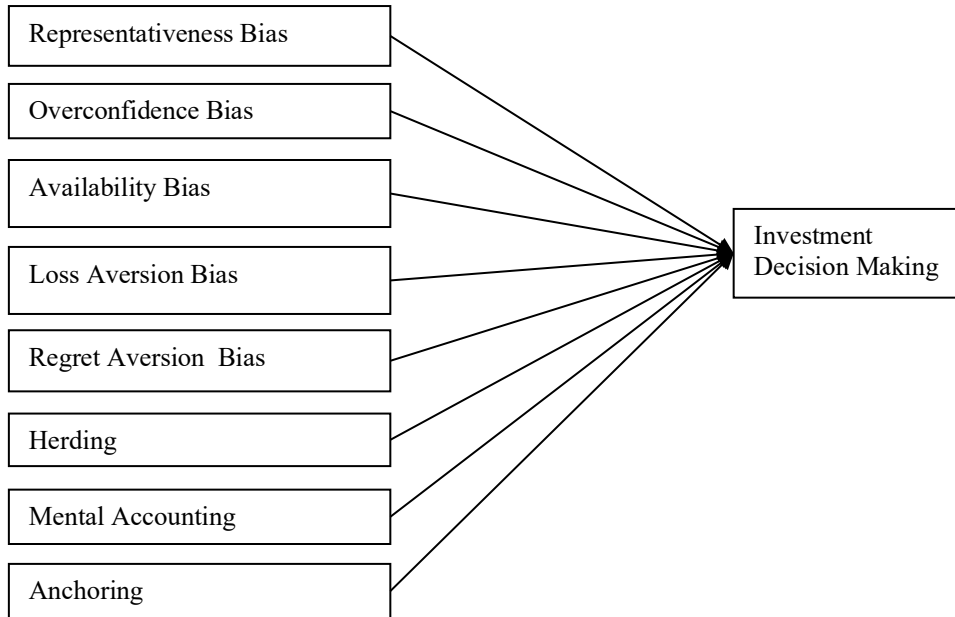 Representativeness Bias
Overconfidence Bias
Availability Bias
Loss Aversion Bias
Regret Aversion  Bias
Herding
Mental Accounting
Anchoring
Investment
Decision Making